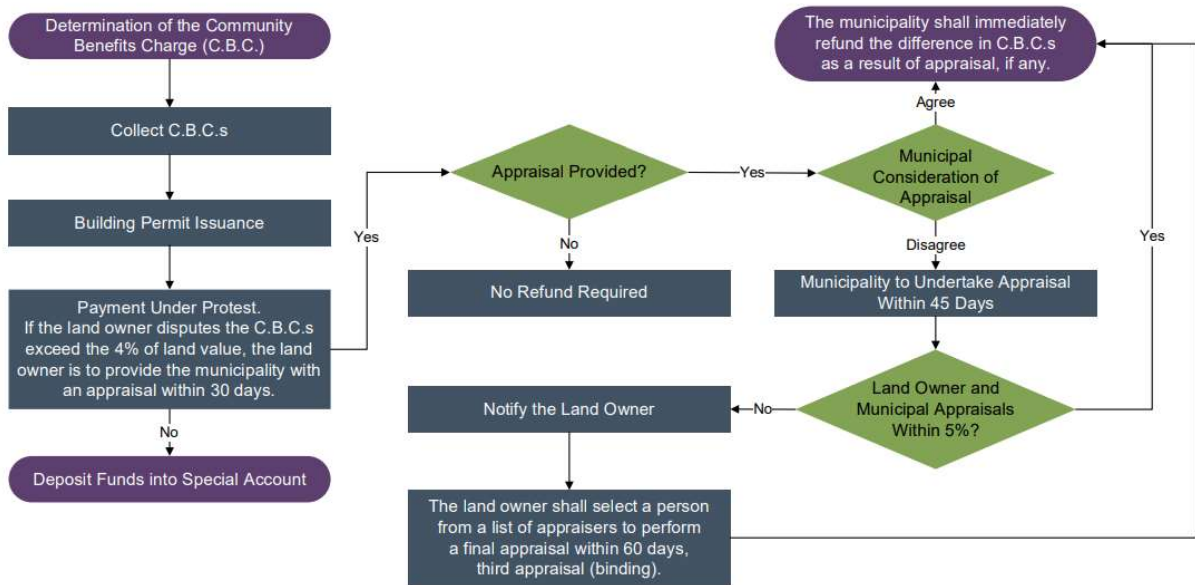 Determination of the Community
Benefits Charge (C.B.C.)
Collect C.B.C.s
Building Permit Issuance
Payment Under Protest.
If the land owner disputes the C.B.C.s
exceed the 4% of land value, the land
owner is to provide the municipality with
an appraisal within 30 days.
No
Deposit Funds into Special Account
Yes
Appraisal Provided?
No
No Refund Required
Yes
Municipal
Consideration of
Appraisal
Agree
The municipality shall immediately
refund the difference in C.B.C.s
as a result of appraisal, if any.
Disagree
Municipality to Undertake Appraisal
Within 45 Days
Land Owner and
Municipal Appraisals
Within 5%?
Yes
No
Notify the Land Owner
The land owner shall select a person
from a list of appraisers to perform
a final appraisal within 60 days,
third appraisal (binding).